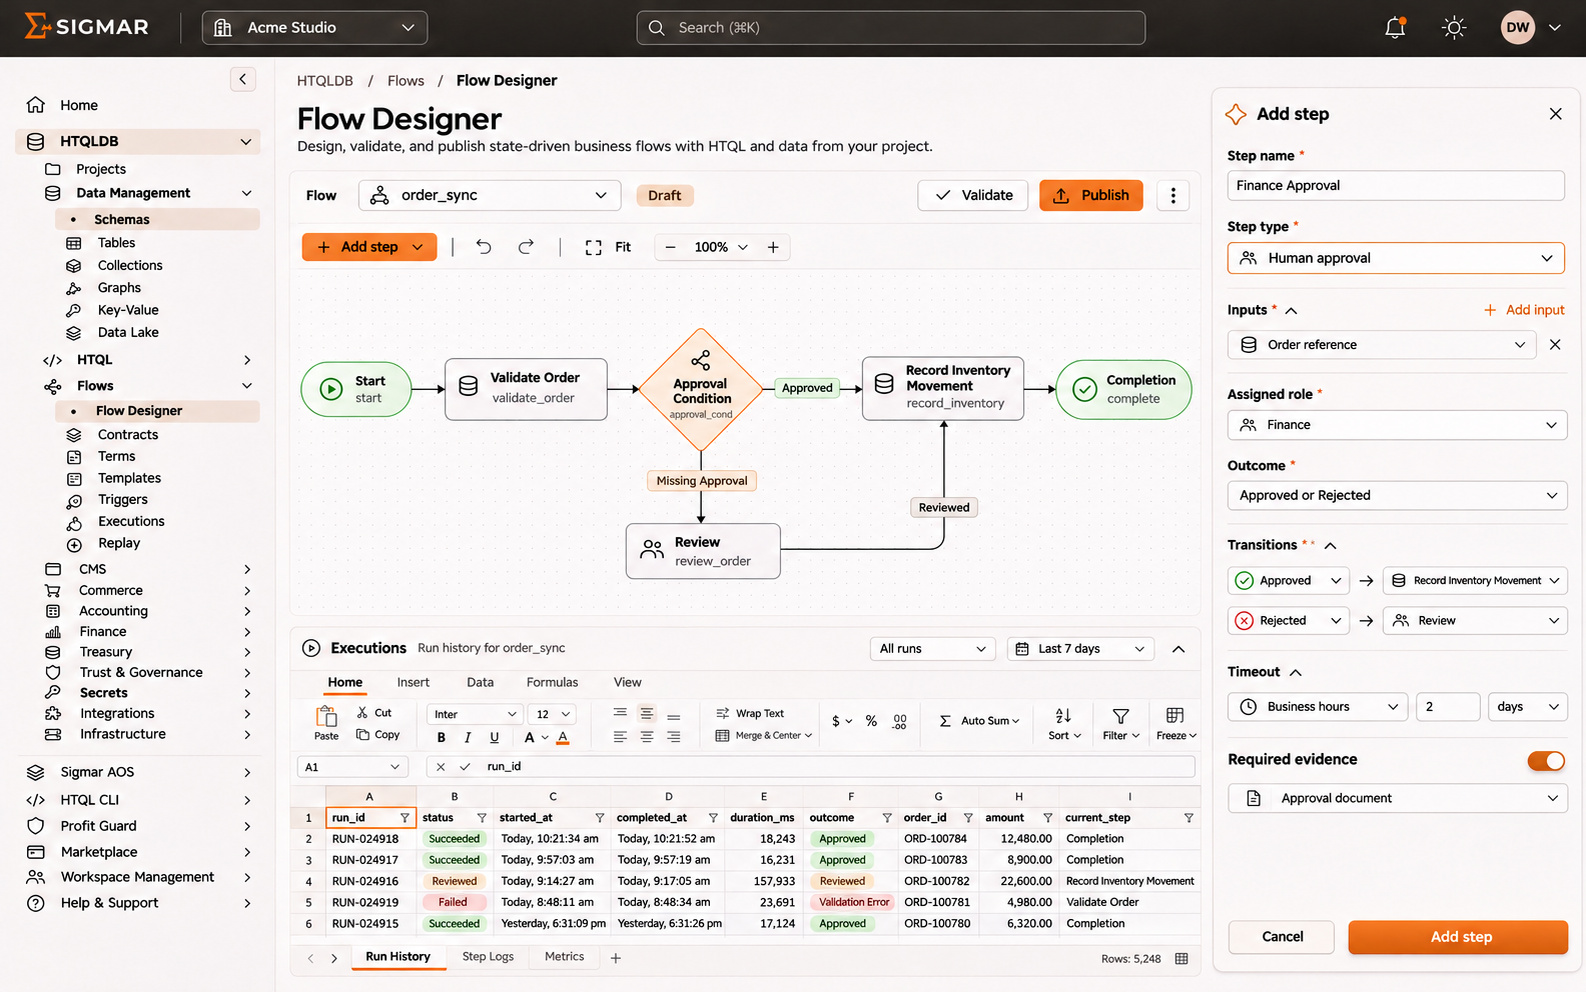 SIGMAR
Acme Studio
Search (⌘K)
DW
Home
HTQLDB
Projects
Data Management
Schemas
Tables
Collections
Graphs
Key-Value
Data Lake
HTQL
Flows
Flow Designer
Contracts
Terms
Templates
Triggers
Executions
Replay
CMS
Commerce
Accounting
Finance
Treasury
Trust & Governance
Secrets
Integrations
Infrastructure
Sigmar AOS
HTQL CLI
Profit Guard
Marketplace
Workspace Management
Help & Support
HTQLDB / Flows / Flow Designer
Flow Designer
Design, validate, and publish state-driven business flows with HTQL and data from your project.
Flow order_sync Draft Validate Publish
+ Add step Fit − 100% +
Start
start
Validate Order
validate_order
Approval
Condition
approval_cond
Approved
Record Inventory
Movement
record_inventory
Completion
complete
Missing Approval
Reviewed
Review
review_order
Executions Run history for order_sync All runs Last 7 days
Home Insert Data Formulas View
Paste
Cut
Copy
Inter 12
B I U A A
Wrap Text
Merge & Center
$ % 00
00
Σ Auto Sum
Sort Filter Freeze
A1 run_id
A B C D E F G H I
1 run_id status started_at completed_at duration_ms outcome order_id amount current_step
2 RUN-024918 Succeeded Today, 10:21:34 am Today, 10:21:52 am 18,243 Approved ORD-100784 12,480.00 Completion
3 RUN-024917 Succeeded Today, 9:57:03 am Today, 9:57:19 am 16,231 Approved ORD-100783 8,900.00 Completion
4 RUN-024916 Reviewed Today, 9:14:27 am Today, 9:17:05 am 157,933 Reviewed ORD-100782 22,600.00 Record Inventory Movement
5 RUN-024919 Failed Today, 8:48:11 am Today, 8:48:34 am 23,691 Validation Error ORD-100781 4,980.00 Validate Order
6 RUN-024915 Succeeded Yesterday, 6:31:09 pm Yesterday, 6:31:26 pm 17,124 Approved ORD-100780 6,320.00 Completion
Run History Step Logs Metrics + Rows: 5,248
Add step
Step name *
Finance Approval
Step type *
Human approval
Inputs * + Add input
Order reference
Assigned role *
Finance
Outcome *
Approved or Rejected
Transitions * *
Approved → Record Inventory Movement
Rejected → Review
Timeout
Business hours 2 days
Required evidence
Approval document
Cancel Add step